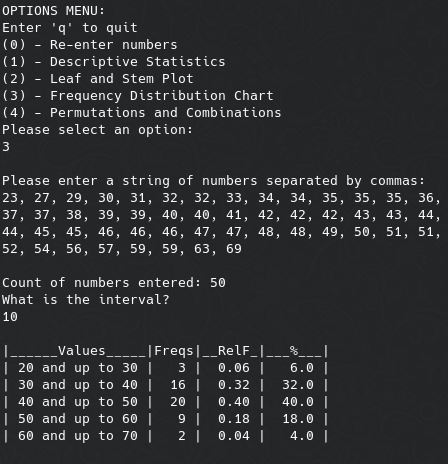 OPTIONS MENU:
Enter 'q' to quit
(0) - Re-enter numbers
(1) - Descriptive Statistics
(2) - Leaf and Stem Plot
(3) - Frequency Distribution Chart
(4) - Permutations and Combinations
Please select an option:
3
Please enter a string of numbers separated by commas:
23, 27, 29, 30, 31, 32, 32, 33, 34, 34, 35, 35, 35, 36,
37, 37, 38, 39, 39, 40, 40, 41, 42, 42, 42, 43, 43, 44,
44, 45, 45, 46, 46, 46, 47, 47, 48, 48, 49, 50, 51, 51,
52, 54, 56, 57, 59, 59, 63, 69
Count of numbers entered: 50
What is the interval?
10
|______Values_____|Freqs|__RelF_|___%___|
| 20 and up to 30 |   3 |  0.06 |   6.0 |
| 30 and up to 40 |  16 |  0.32 |  32.0 |
| 40 and up to 50 |  20 |  0.40 |  40.0 |
| 50 and up to 60 |   9 |  0.18 |  18.0 |
| 60 and up to 70 |   2 |  0.04 |   4.0 |